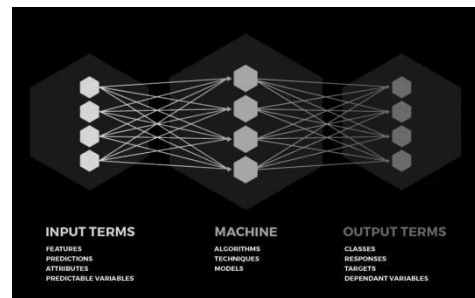 INPUT TERMS
FEATURES
PREDICTIONS
ATTRIBUTES
PREDICTABLE VARIABLES
MACHINE
ALGORITHMS
TECHNIQUES
MODELS
OUTPUT TERMS
CLASSES
RESPONSES
TARGETS
DEPENDANT VARIABLES